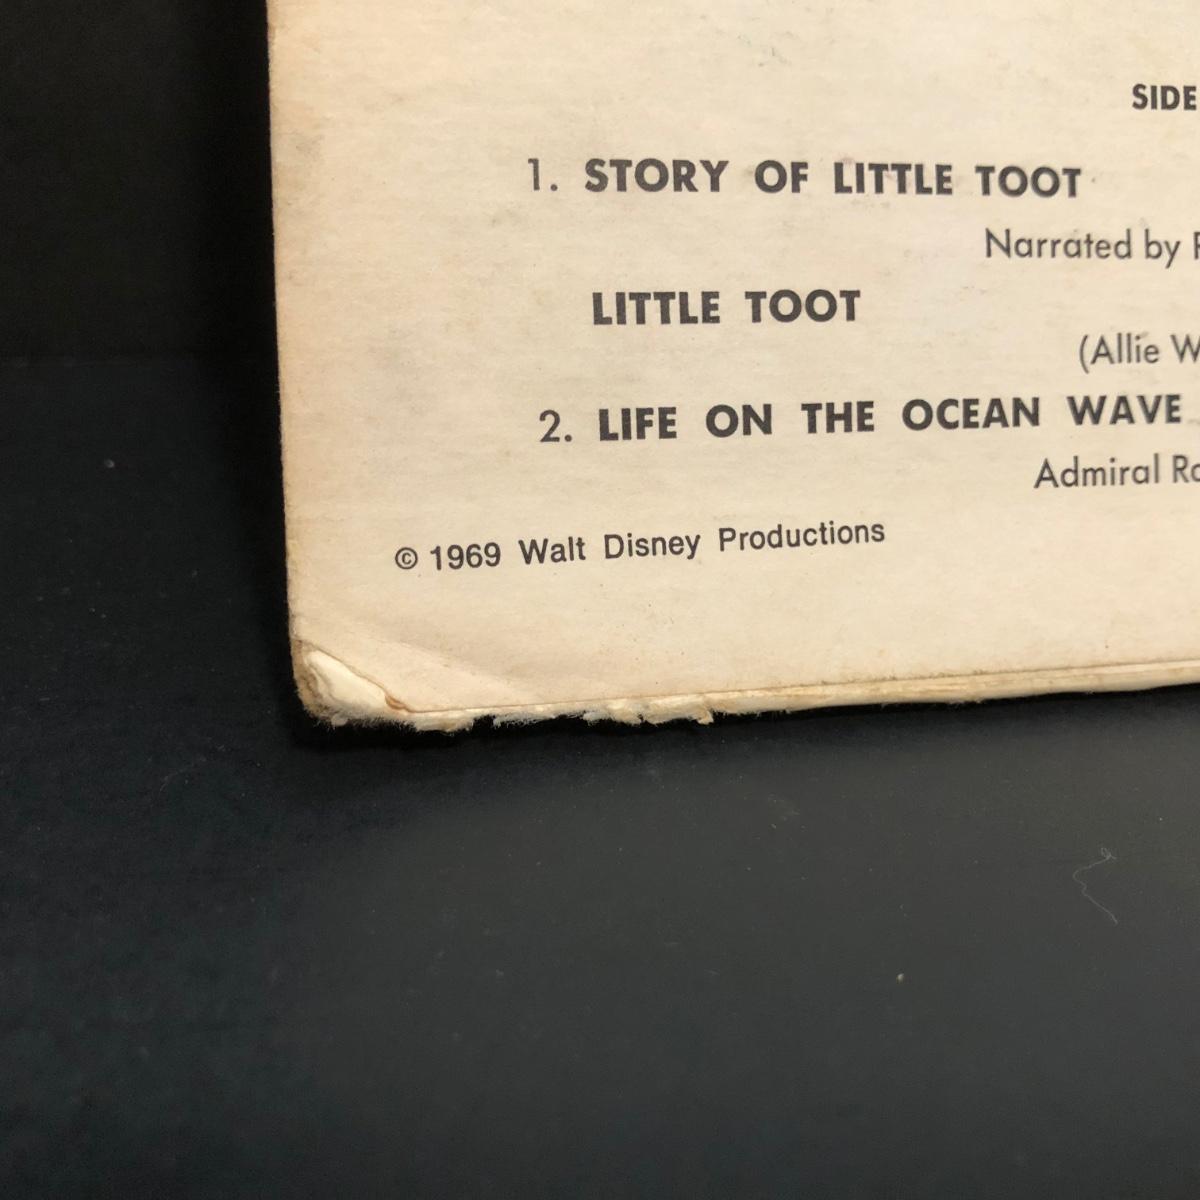 SIDE
1. STORY OF LITTLE TOOT
Narrated by
LITTLE TOOT
(Allie
2. LIFE ON THE OCEAN WAVE
Admiral
© 1969 Walt Disney Productions